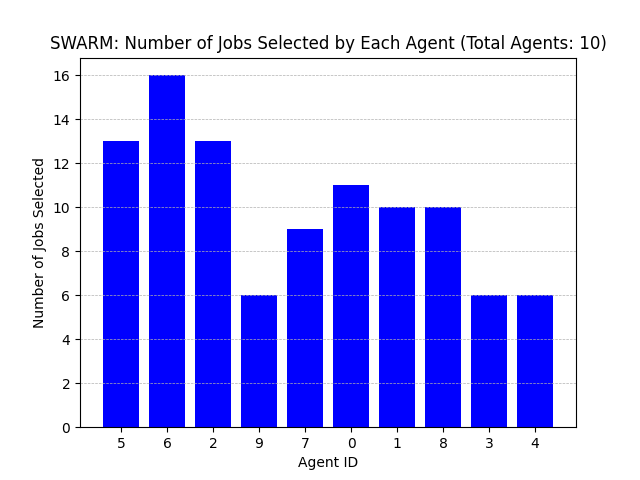 SWARM: Number of Jobs Selected by Each Agent (Total Agents: 10)
16
14
12
10
8
6
4
2
0
Number of Jobs Selected
5 6 2 9 7 0 1 8 3 4
Agent ID